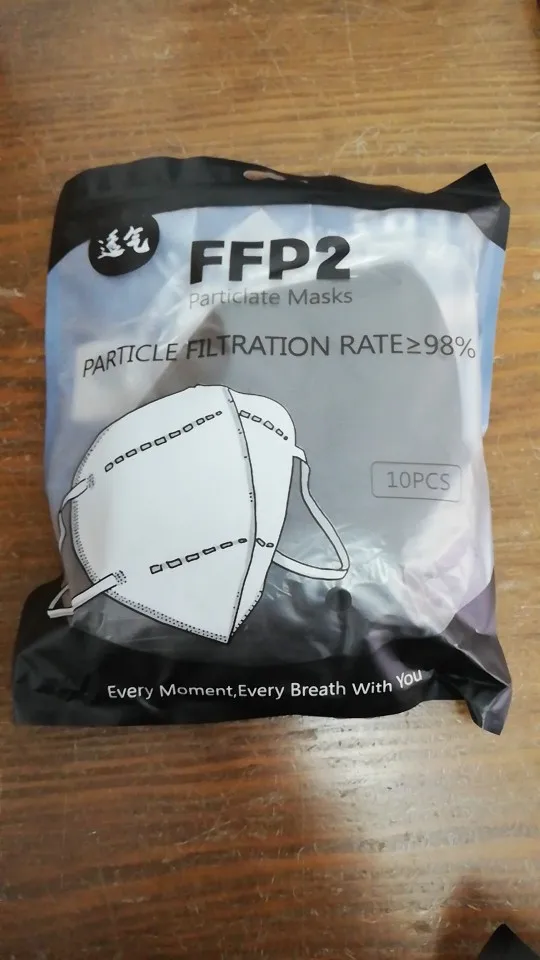 透气
FFP2
Particlate Masks
PARTICLE FILTRATION RATE≥98%
10PCS
Every Moment,Every Breath With You